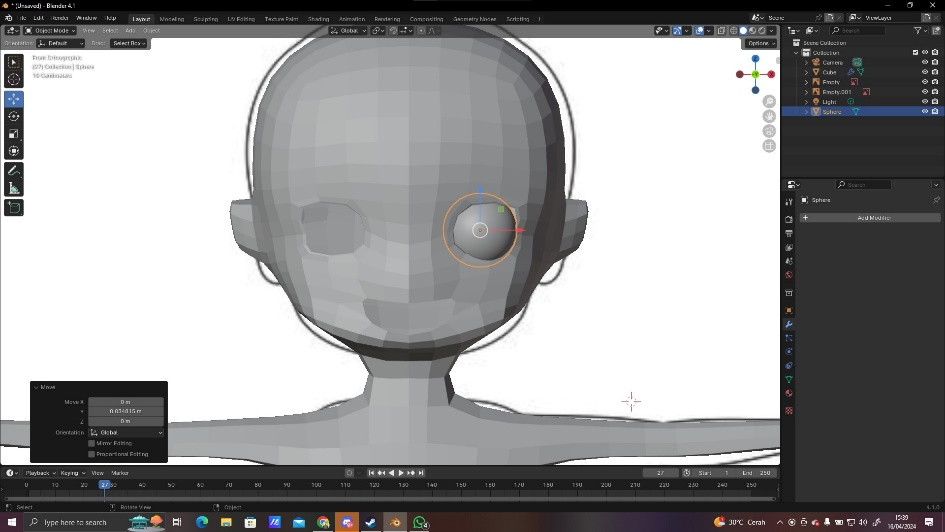 * (Unsaved) - Blender 4.1
File Edit Render Window Help Layout Modeling Sculpting UV Editing Texture Paint Shading Animation Rendering Compositing Geometry Nodes Scripting + Scene ViewLayer
Object Mode View Select Add Object Global
Orientation: Default Drag: Select Box Options
Front Orthographic
(27) Collection | Sphere
10 Centimeters
Search
Scene Collection
Collection
Camera
Cube
Empty
Empty.001
Light
Sphere
Search
Sphere
+ Add Modifier
Move
Move X 0 m
Y 0.034815 m
Z 0 m
Orientation Global
Mirror Editing
Proportional Editing
Playback Keying View Marker 27 Start 1 End 250
0 10 20 27 30 40 50 60 70 80 90 100 110 120 130 140 150 160 170 180 190 200 210 220 230 240 250
Select Rotate View Object 4.1.0
Type here to search 4 30°C Cerah 15:39
16/04/2024